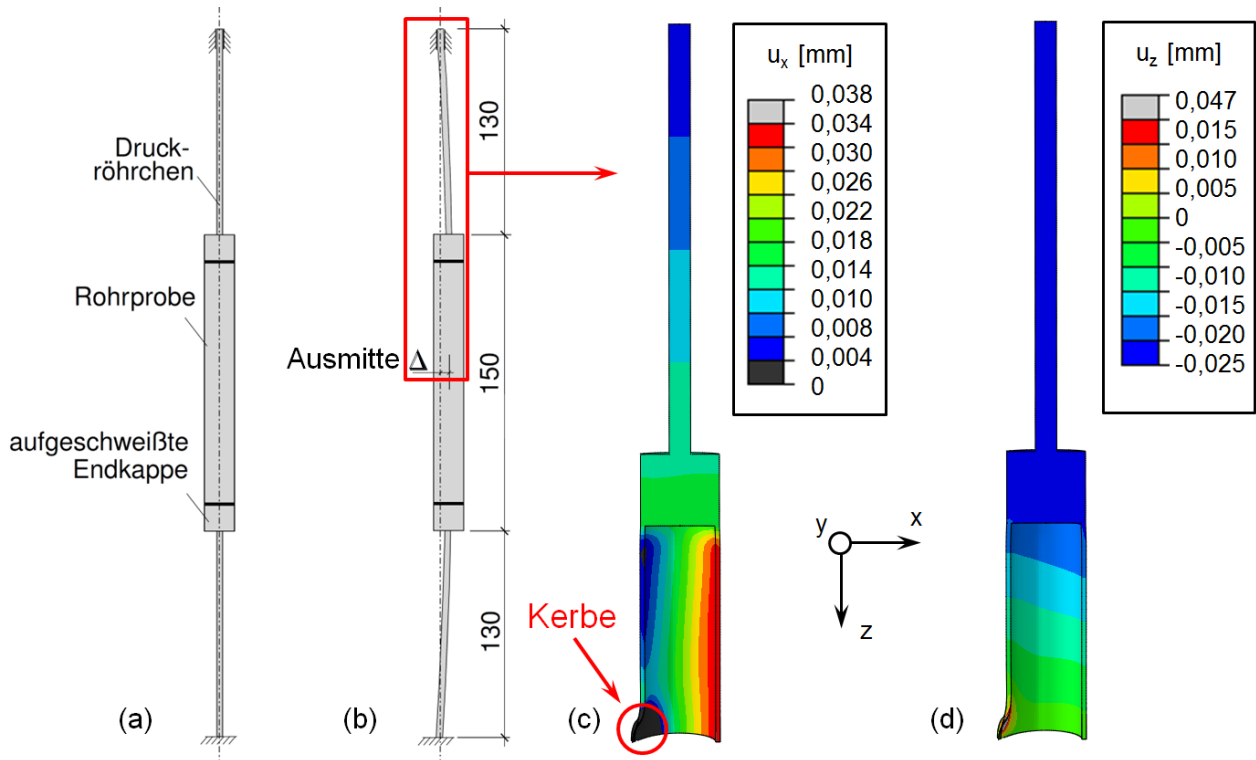 Druck-
röhrchen
Rohrprobe
aufgeschweißte
Endkappe
(a)
130
150
130
Ausmitte Δ
(b)
uₓ [mm]
0,038
0,034
0,030
0,026
0,022
0,018
0,014
0,010
0,008
0,004
0
Kerbe
(c)
y
x
z
u_z [mm]
0,047
0,015
0,010
0,005
0
-0,005
-0,010
-0,015
-0,020
-0,025
(d)